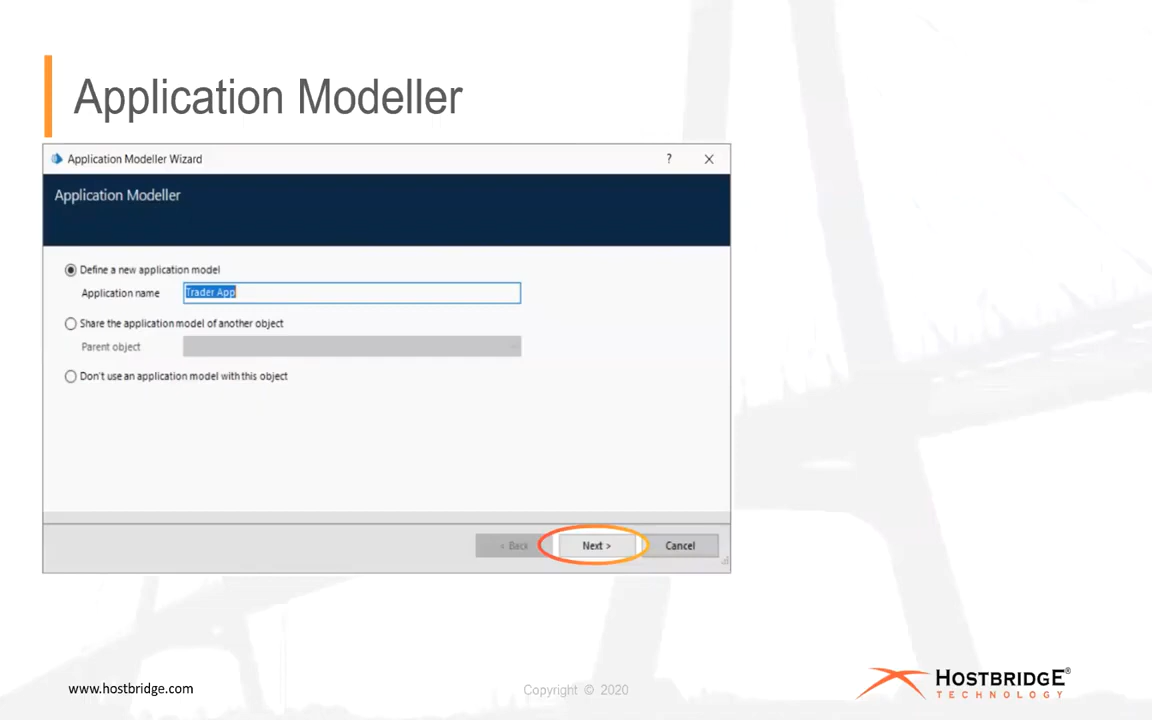 Application Modeller
Application Modeller Wizard
?
Application Modeller
Define a new application model
Application name
Trader App
Share the application model of another object
Parent object
Don't use an application model with this object
< Back
Next >
Cancel
www.hostbridge.com
Copyright © 2020
HOSTBRIDGE®
TECHNOLOGY